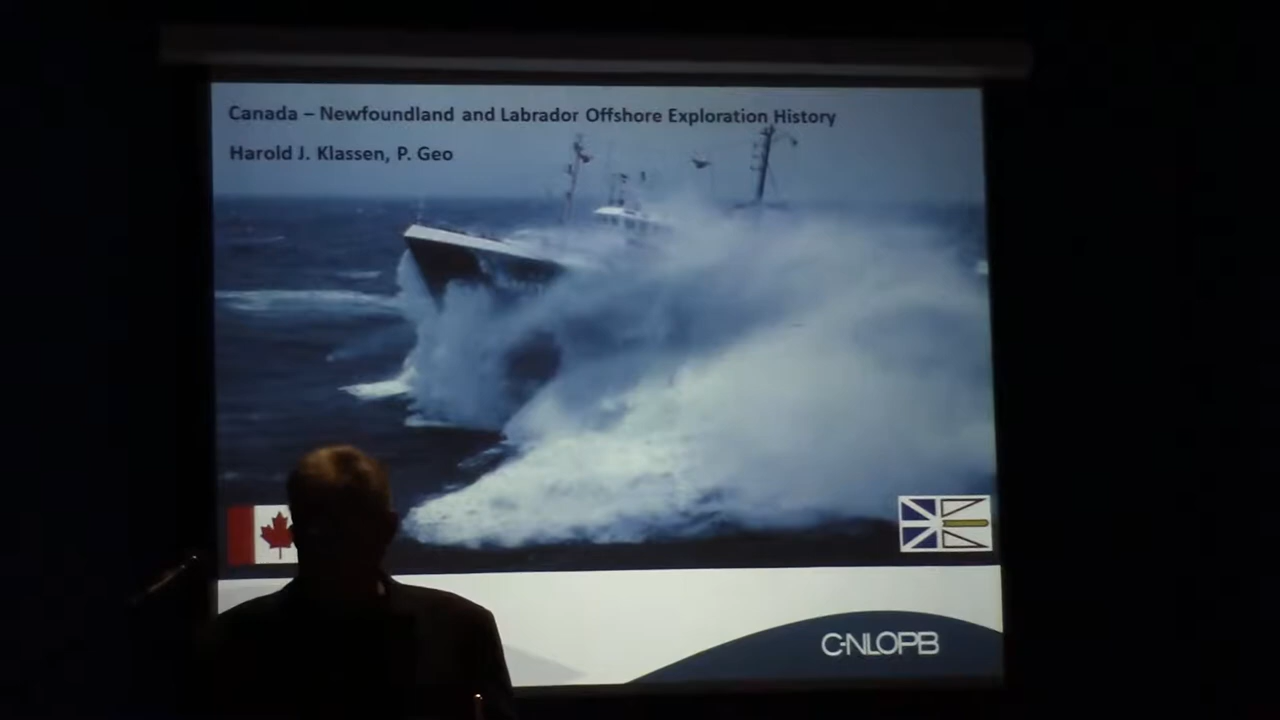 Canada – Newfoundland and Labrador Offshore Exploration History
Harold J. Klassen, P. Geo
C-NLOPB